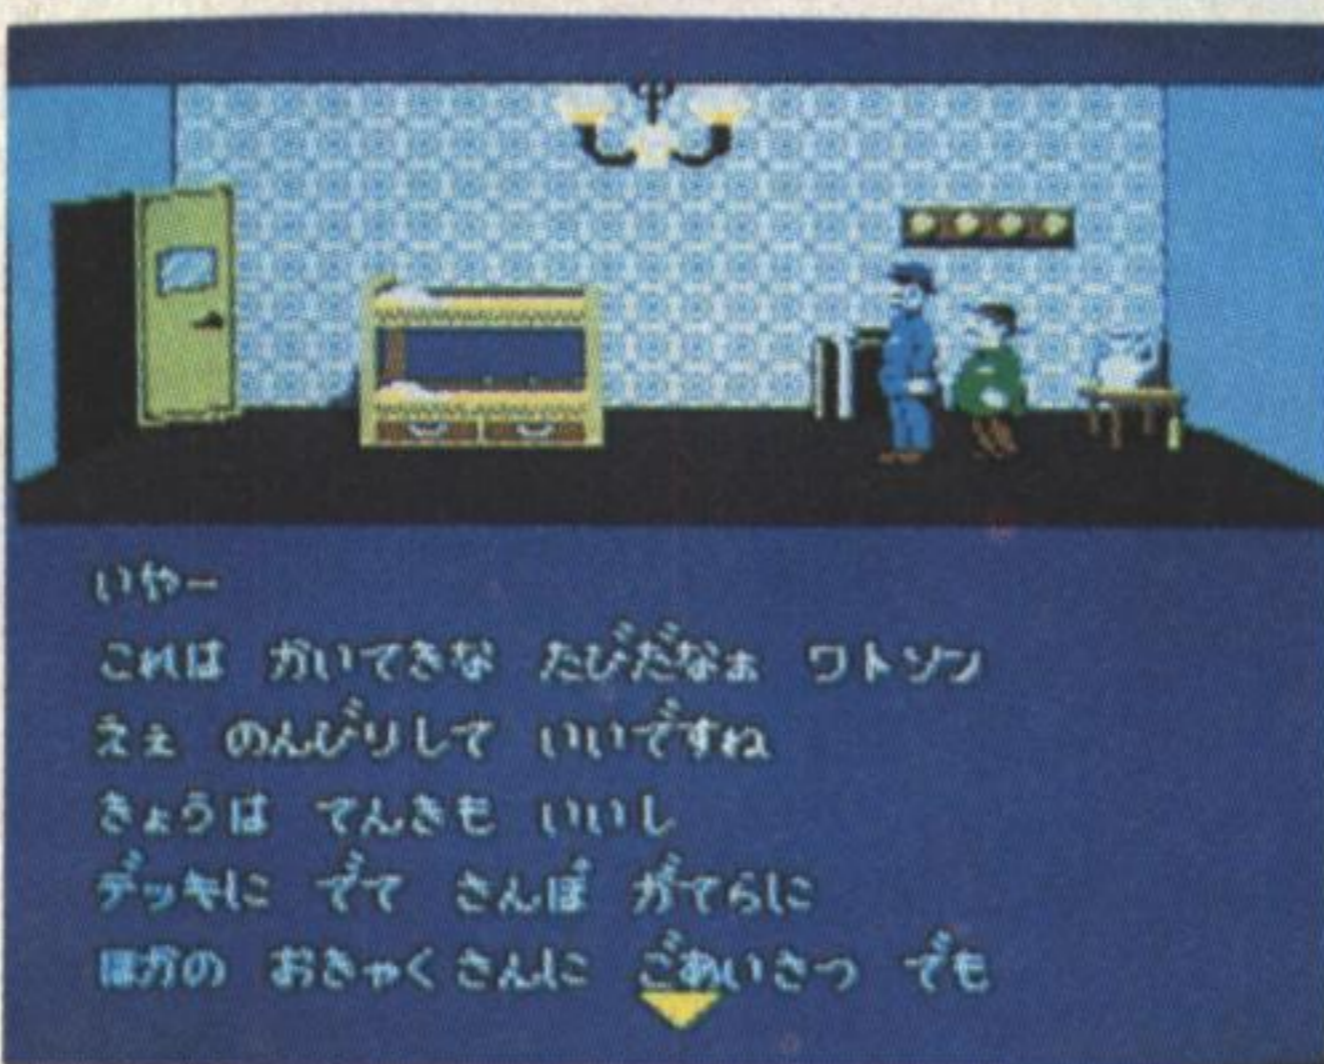 いやー
これは かいてきな たびだなぁ ワトソン
ええ のんびりして いいですね
きょうは てんきも いいし
デッキに でて さんぽ がてらに
ほかの おきゃくさんに ごあいさつ でも